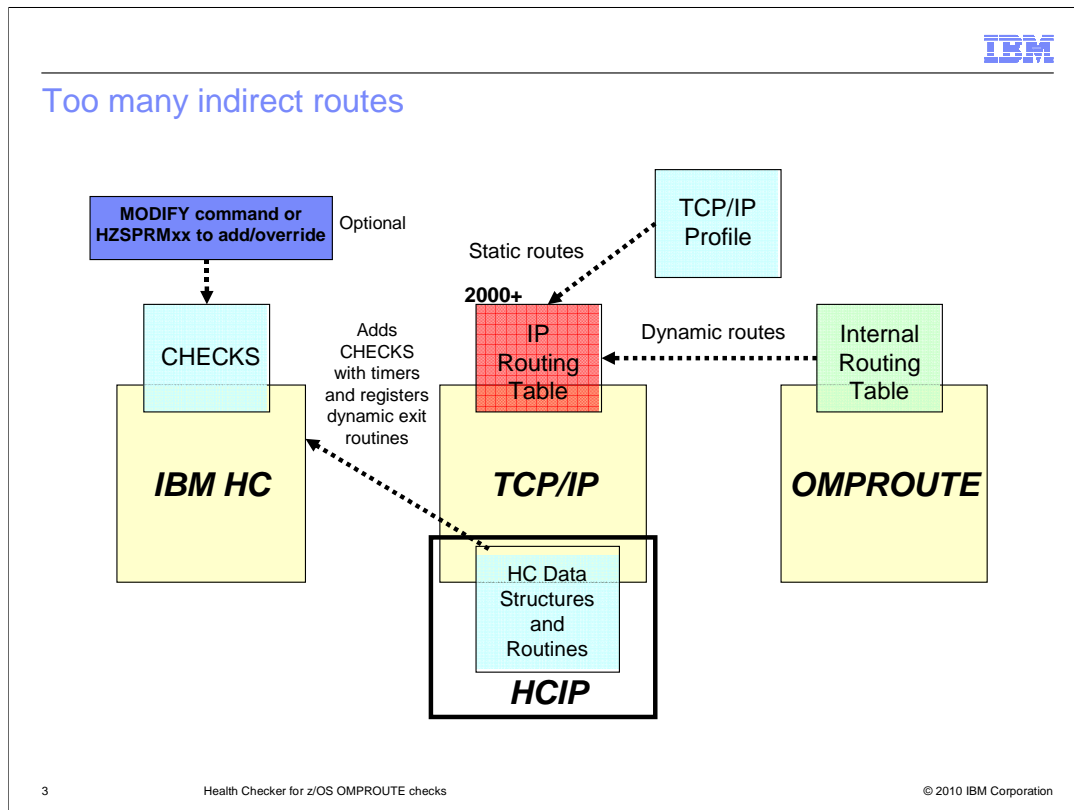 IBM
Too many indirect routes
MODIFY command or
HZSPRMxx to add/override
Optional
TCP/IP
Profile
Static routes
2000+
CHECKS
Adds
CHECKS
with timers
and registers
dynamic exit
routines
IP
Routing
Table
Dynamic routes
Internal
Routing
Table
IBM HC
TCP/IP
OMPROUTE
HC Data
Structures
and
Routines
HCIP
3
Health Checker for z/OS OMPROUTE checks
© 2010 IBM Corporation